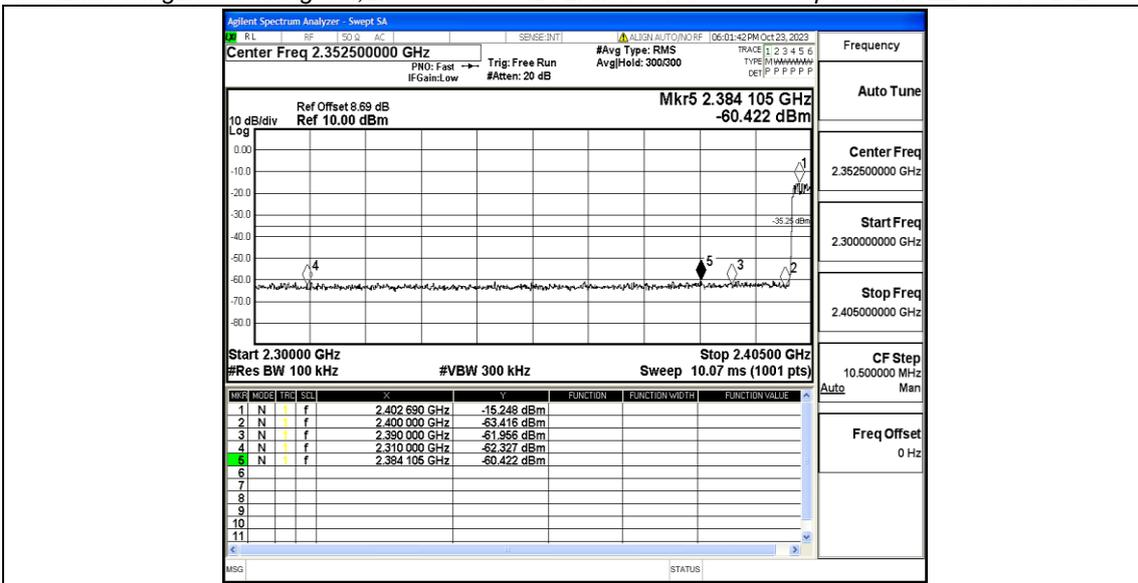 Agilent Spectrum Analyzer - Swept SA
LXI RL RF 50 Ω AC SENSE:INT ALIGN AUTO/NO RF 06:01:42 PM Oct 23, 2023
Center Freq 2.352500000 GHz
PNO: Fast
IFGain:Low
Trig: Free Run
#Atten: 20 dB
#Avg Type: RMS
Avg|Hold: 300/300
TRACE 1 2 3 4 5 6
TYPE M W W W W W
DET P P P P P P
Mkr5 2.384 105 GHz
-60.422 dBm
Ref Offset 8.69 dB
10 dB/div Ref 10.00 dBm
Log
0.00
-10.0
-20.0
-30.0
-40.0
-50.0
-60.0
-70.0
-80.0
1
-35.25 dBm
4
5
3
2
Start 2.30000 GHz Stop 2.40500 GHz
#Res BW 100 kHz #VBW 300 kHz Sweep 10.07 ms (1001 pts)
MKR MODE TRC SCL X Y FUNCTION FUNCTION WIDTH FUNCTION VALUE
1 N 1 f 2.402 690 GHz -15.248 dBm
2 N 1 f 2.400 000 GHz -63.416 dBm
3 N 1 f 2.390 000 GHz -61.956 dBm
4 N 1 f 2.310 000 GHz -62.327 dBm
5 N 1 f 2.384 105 GHz -60.422 dBm
6
7
8
9
10
11
MSG STATUS
Frequency
Auto Tune
Center Freq
2.352500000 GHz
Start Freq
2.300000000 GHz
Stop Freq
2.405000000 GHz
CF Step
10.500000 MHz
Auto Man
Freq Offset
0 Hz